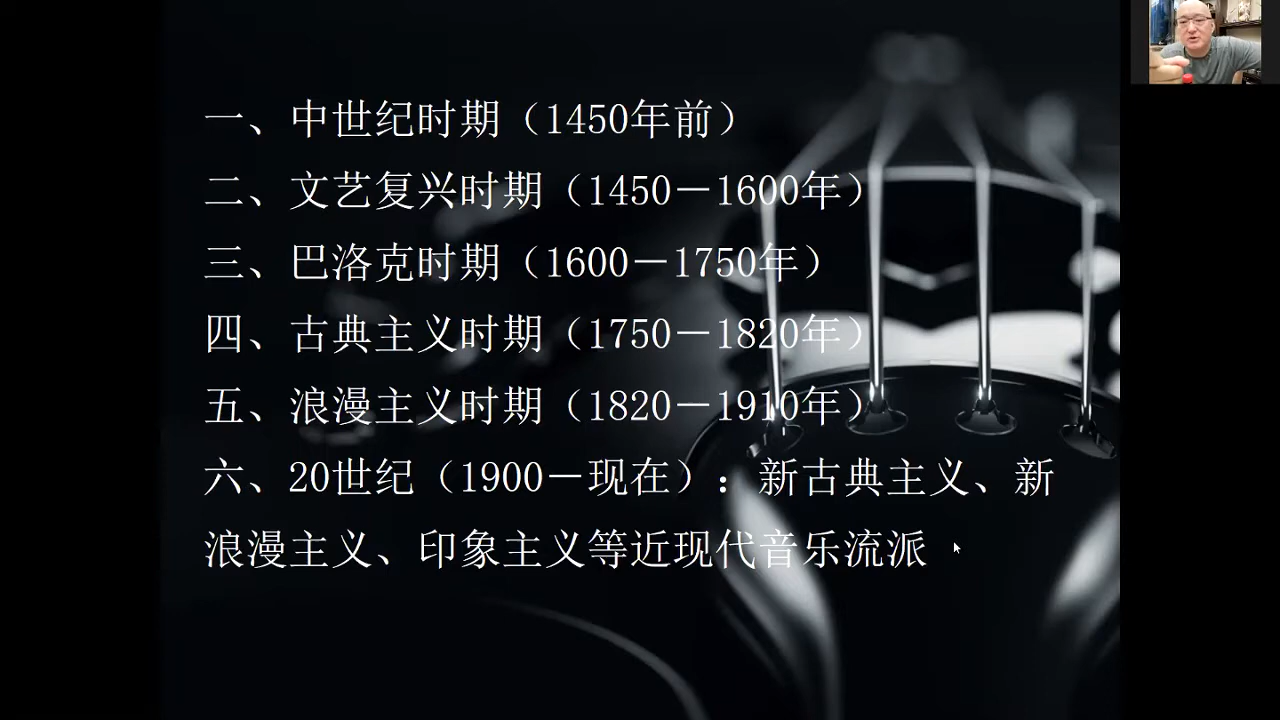 一、中世纪时期（1450年前）
二、文艺复兴时期（1450－1600年）
三、巴洛克时期（1600－1750年）
四、古典主义时期（1750－1820年）
五、浪漫主义时期（1820－1910年）
六、20世纪（1900－现在）：新古典主义、新
浪漫主义、印象主义等近现代音乐流派